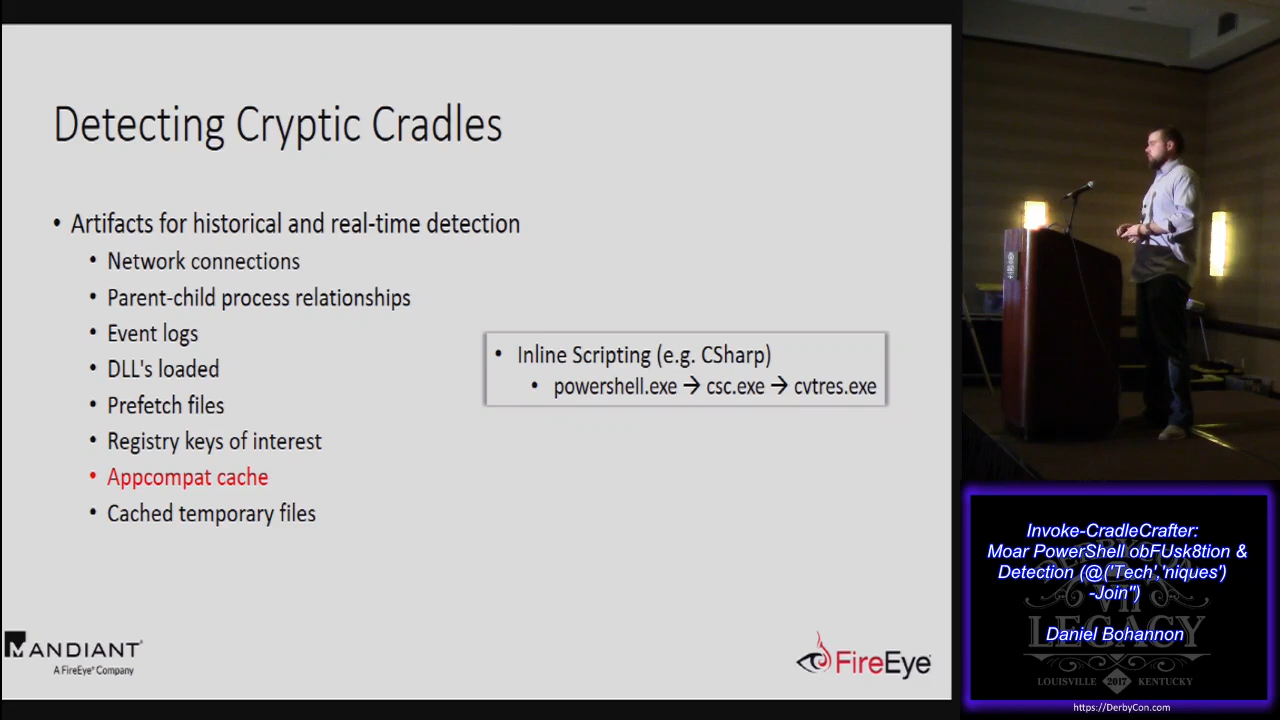 Detecting Cryptic Cradles
• Artifacts for historical and real-time detection
• Network connections
• Parent-child process relationships
• Event logs
• DLL's loaded
• Prefetch files
• Registry keys of interest
• Appcompat cache
• Cached temporary files
• Inline Scripting (e.g. CSharp)
• powershell.exe → csc.exe → cvtres.exe
MANDIANT
A FireEye® Company
FireEye
Invoke-CradleCrafter:
Moar PowerShell obFUsk8tion &
Detection (@('Tech','niques')
-Join'')
Daniel Bohannon
DERBYCON
VII
LEGACY
LOUISVILLE 2017 KENTUCKY
https://DerbyCon.com